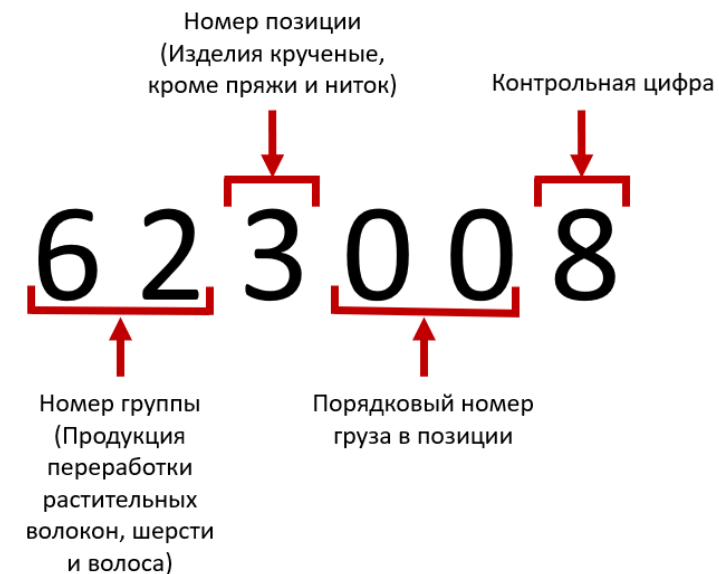 Номер позиции
(Изделия крученые,
кроме пряжи и ниток)
Контрольная цифра
6 2 3 0 0 8
Номер группы
(Продукция
переработки
растительных
волокон, шерсти
и волоса)
Порядковый номер
груза в позиции